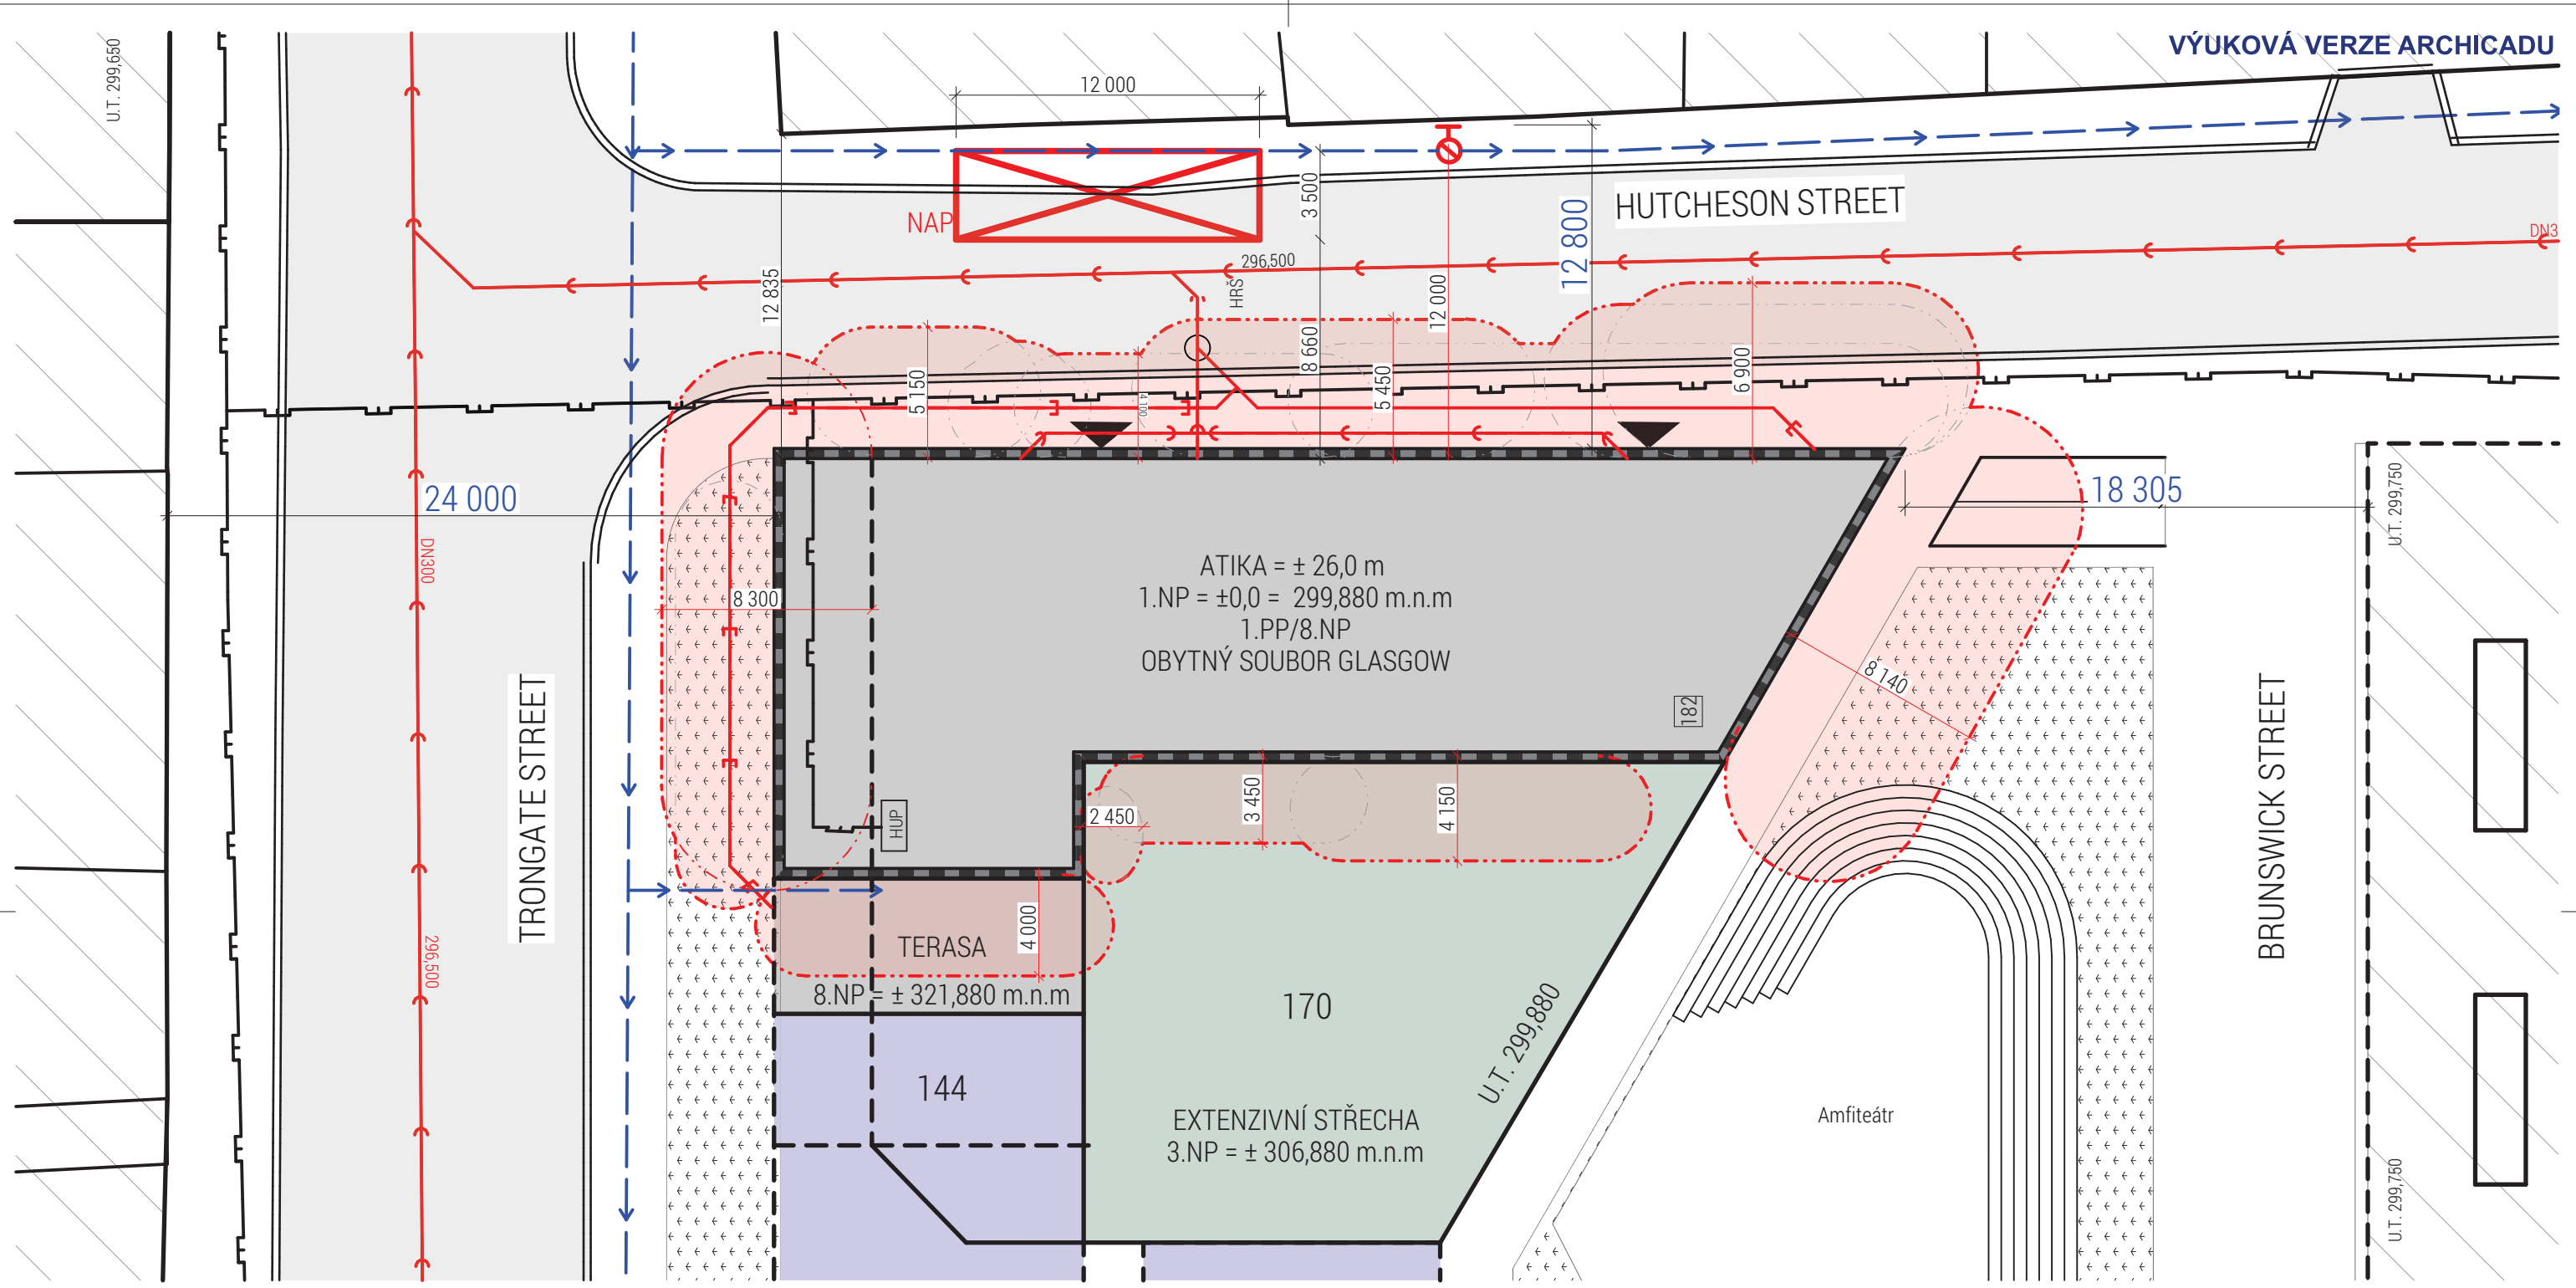 VÝUKOVÁ VERZE ARCHICADU
U.T. 299,650
12 000
HUTCHESON STREET
NAP
3 500
12 800
DN3
296,500
HRŠ
12 835
12 000
8 660
5 150
4 100
5 450
6 900
24 000
18 305
U.T. 299,750
DN300
ATIKA = ± 26,0 m
1.NP = ±0,0 = 299,880 m.n.m
1.PP/8.NP
OBYTNÝ SOUBOR GLASGOW
8 300
8 140
182
TRONGATE STREET
BRUNSWICK STREET
HUP
2 450
3 450
4 150
TERASA
4 000
8.NP = ± 321,880 m.n.m
296,500
170
U.T. 299,880
144
EXTENZIVNÍ STŘECHA
3.NP = ± 306,880 m.n.m
Amfiteátr
U.T. 299,750